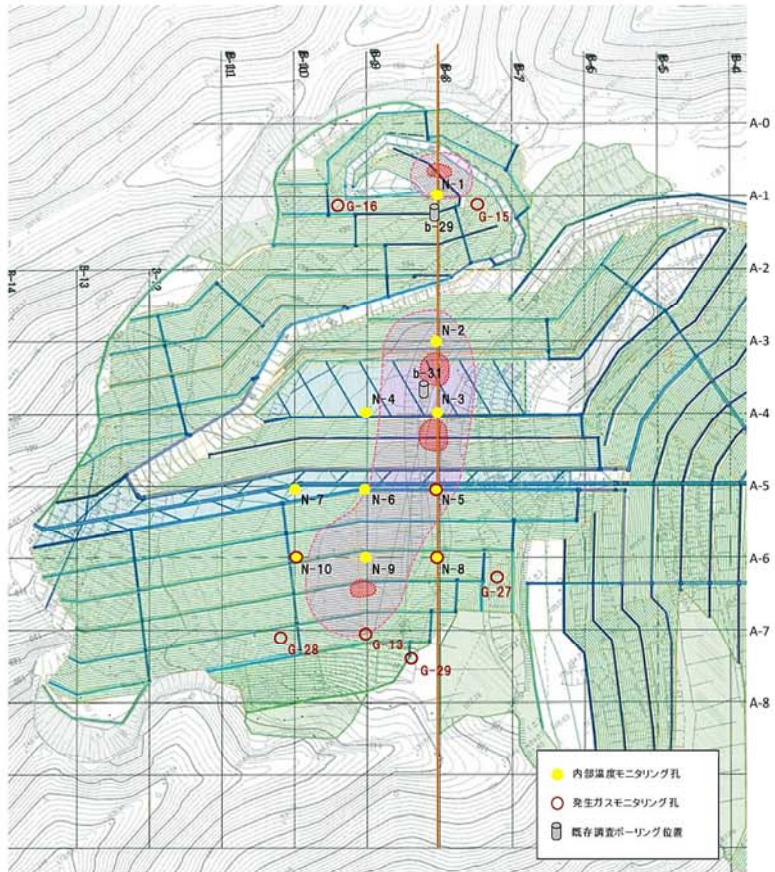 B-11
B-10
B-9
B-8
B-7
B-6
B-5
B-4
A-0
N-1
A-1
G-16
b-29
G-15
A-2
B-14
B-13
N-2
A-3
b-31
N-4
N-3
A-4
A-5
N-7
N-6
N-5
A-6
N-10
N-9
N-8
G-27
G-28
G-13
A-7
G-29
A-8
内部温度モニタリング孔
発生ガスモニタリング孔
既存調査ボーリング位置